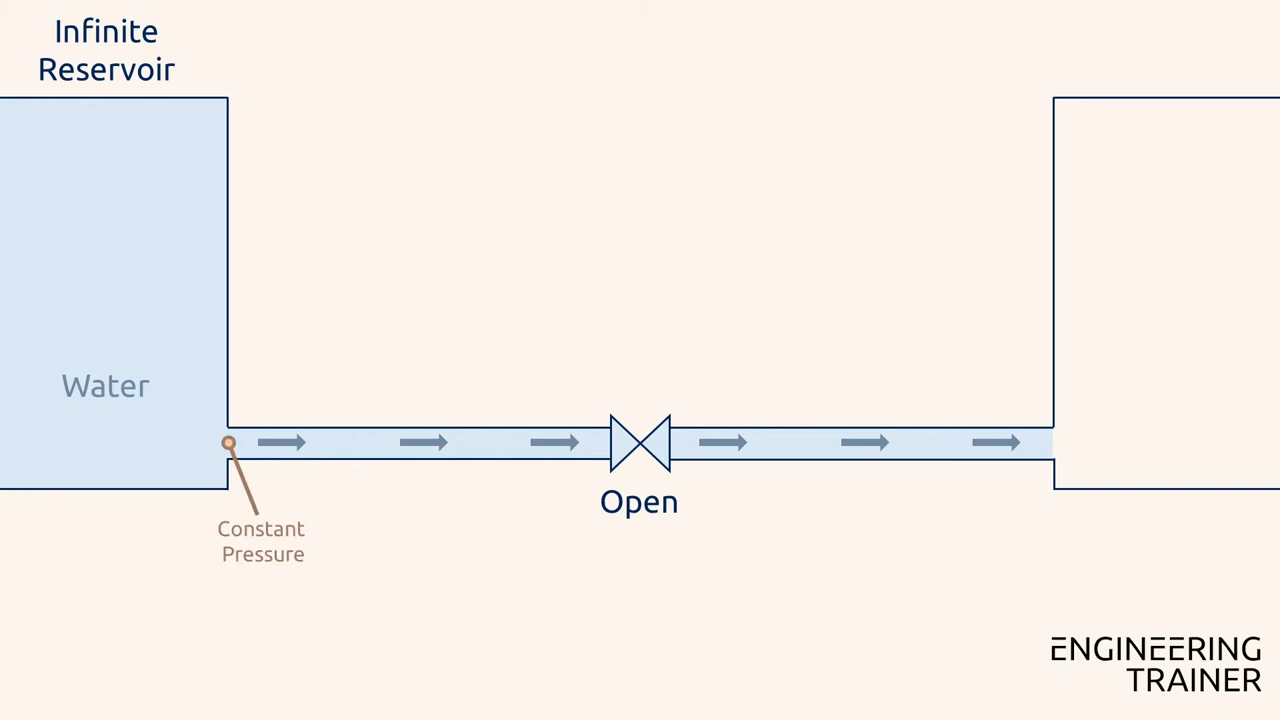 Infinite
Reservoir
Water
Open
Constant
Pressure
ENGINEERING
TRAINER